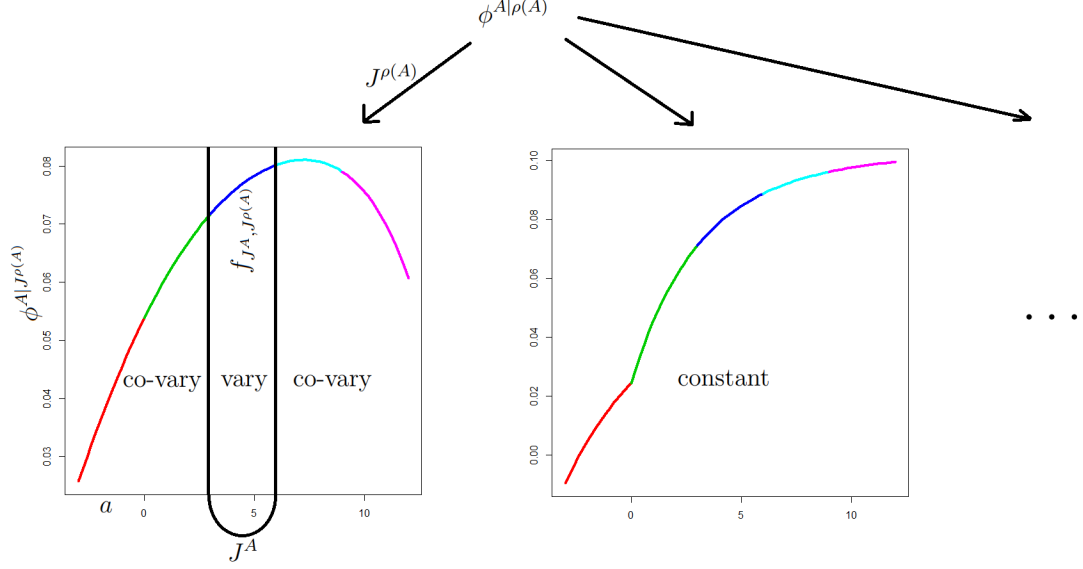 ϕ^{A|ρ(A)}
J^{ρ(A)}
ϕ^{A|J^{ρ(A)}}
0.08
0.07
0.06
0.05
0.04
0.03
f_{J^A, J^{ρ(A)}}
co-vary vary co-vary
a 0 5 10
J^A
0.10
0.08
0.06
0.04
0.02
0.00
constant
0 5 10
. . .